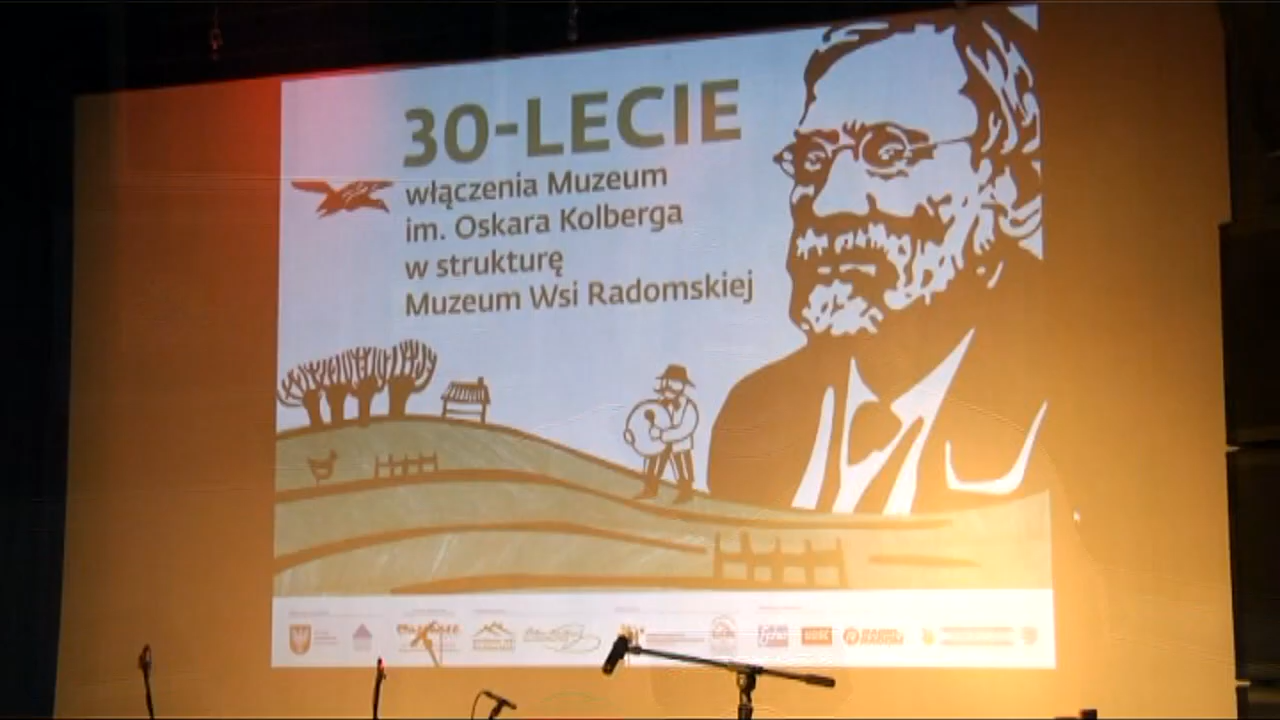 30-LECIE
włączenia Muzeum
im. Oskara Kolberga
w strukturę
Muzeum Wsi Radomskiej